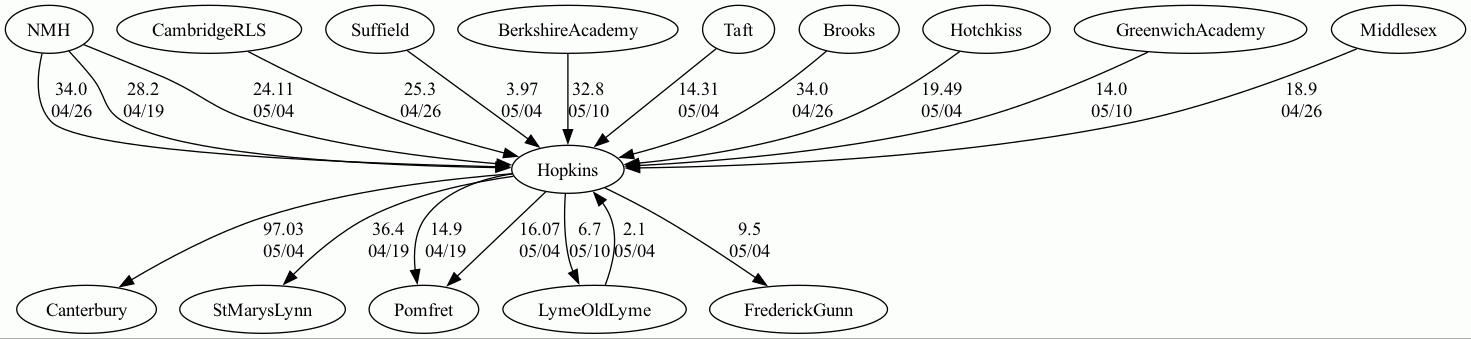 NMH CambridgeRLS Suffield BerkshireAcademy Taft Brooks Hotchkiss GreenwichAcademy Middlesex
34.0 28.2 24.11 25.3 3.97 32.8 14.31 34.0 19.49 14.0 18.9
04/26 04/19 05/04 04/26 05/04 05/10 05/04 04/26 05/04 05/10 04/26
Hopkins
97.03 36.4 14.9 16.07 6.7 2.1 9.5
05/04 04/19 04/19 05/04 05/10 05/04 05/04
Canterbury StMarysLynn Pomfret LymeOldLyme FrederickGunn